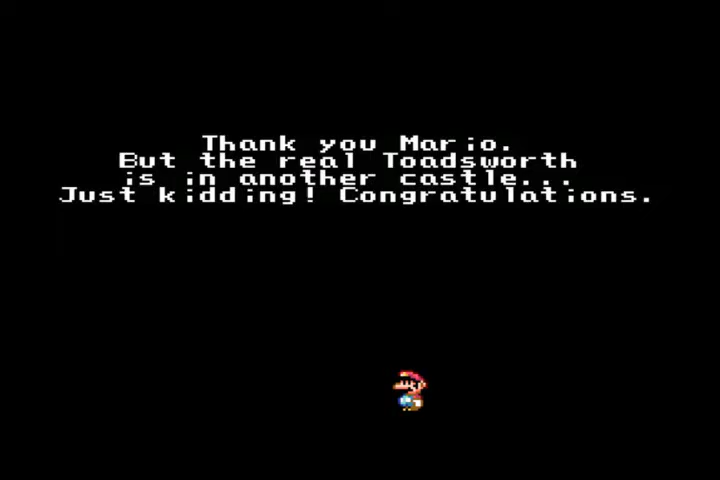 Thank you Mario.
But the real Toadsworth
is in another castle...
Just kidding! Congratulations.